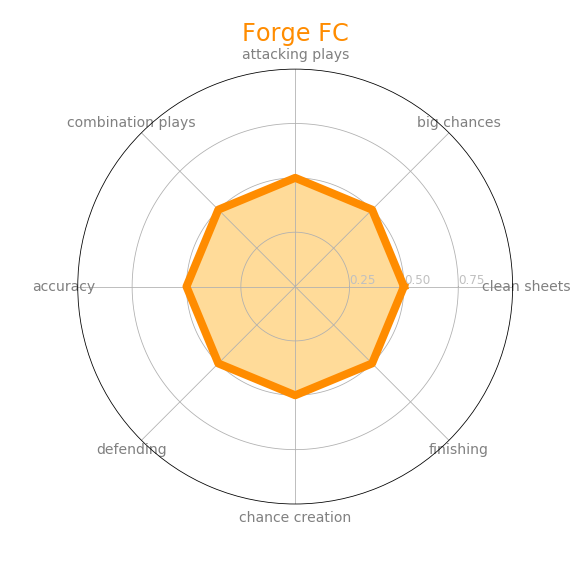 Forge FC
attacking plays
combination plays
big chances
accuracy
0.25
0.50
0.75
clean sheets
defending
finishing
chance creation